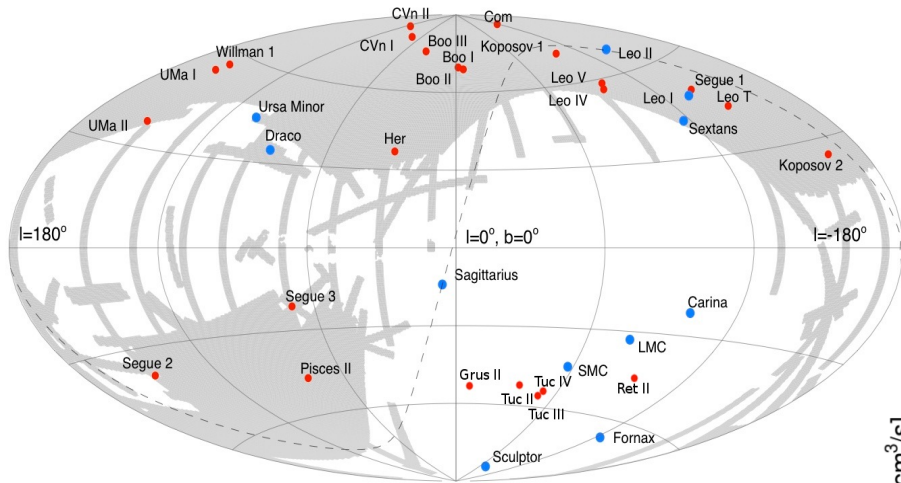 CVn II
Com
CVn I
Boo III
Koposov 1
Leo II
Willman 1
Boo I
UMa I
Boo II
Leo V
Segue 1
Leo IV
Leo I
Leo T
Ursa Minor
UMa II
Draco
Her
Sextans
Koposov 2
l=180°
l=0°, b=0°
l=-180°
Sagittarius
Segue 3
Carina
LMC
Segue 2
Pisces II
Grus II
Tuc IV
SMC
Ret II
Tuc II
Tuc III
Fornax
Sculptor
cm³/s]